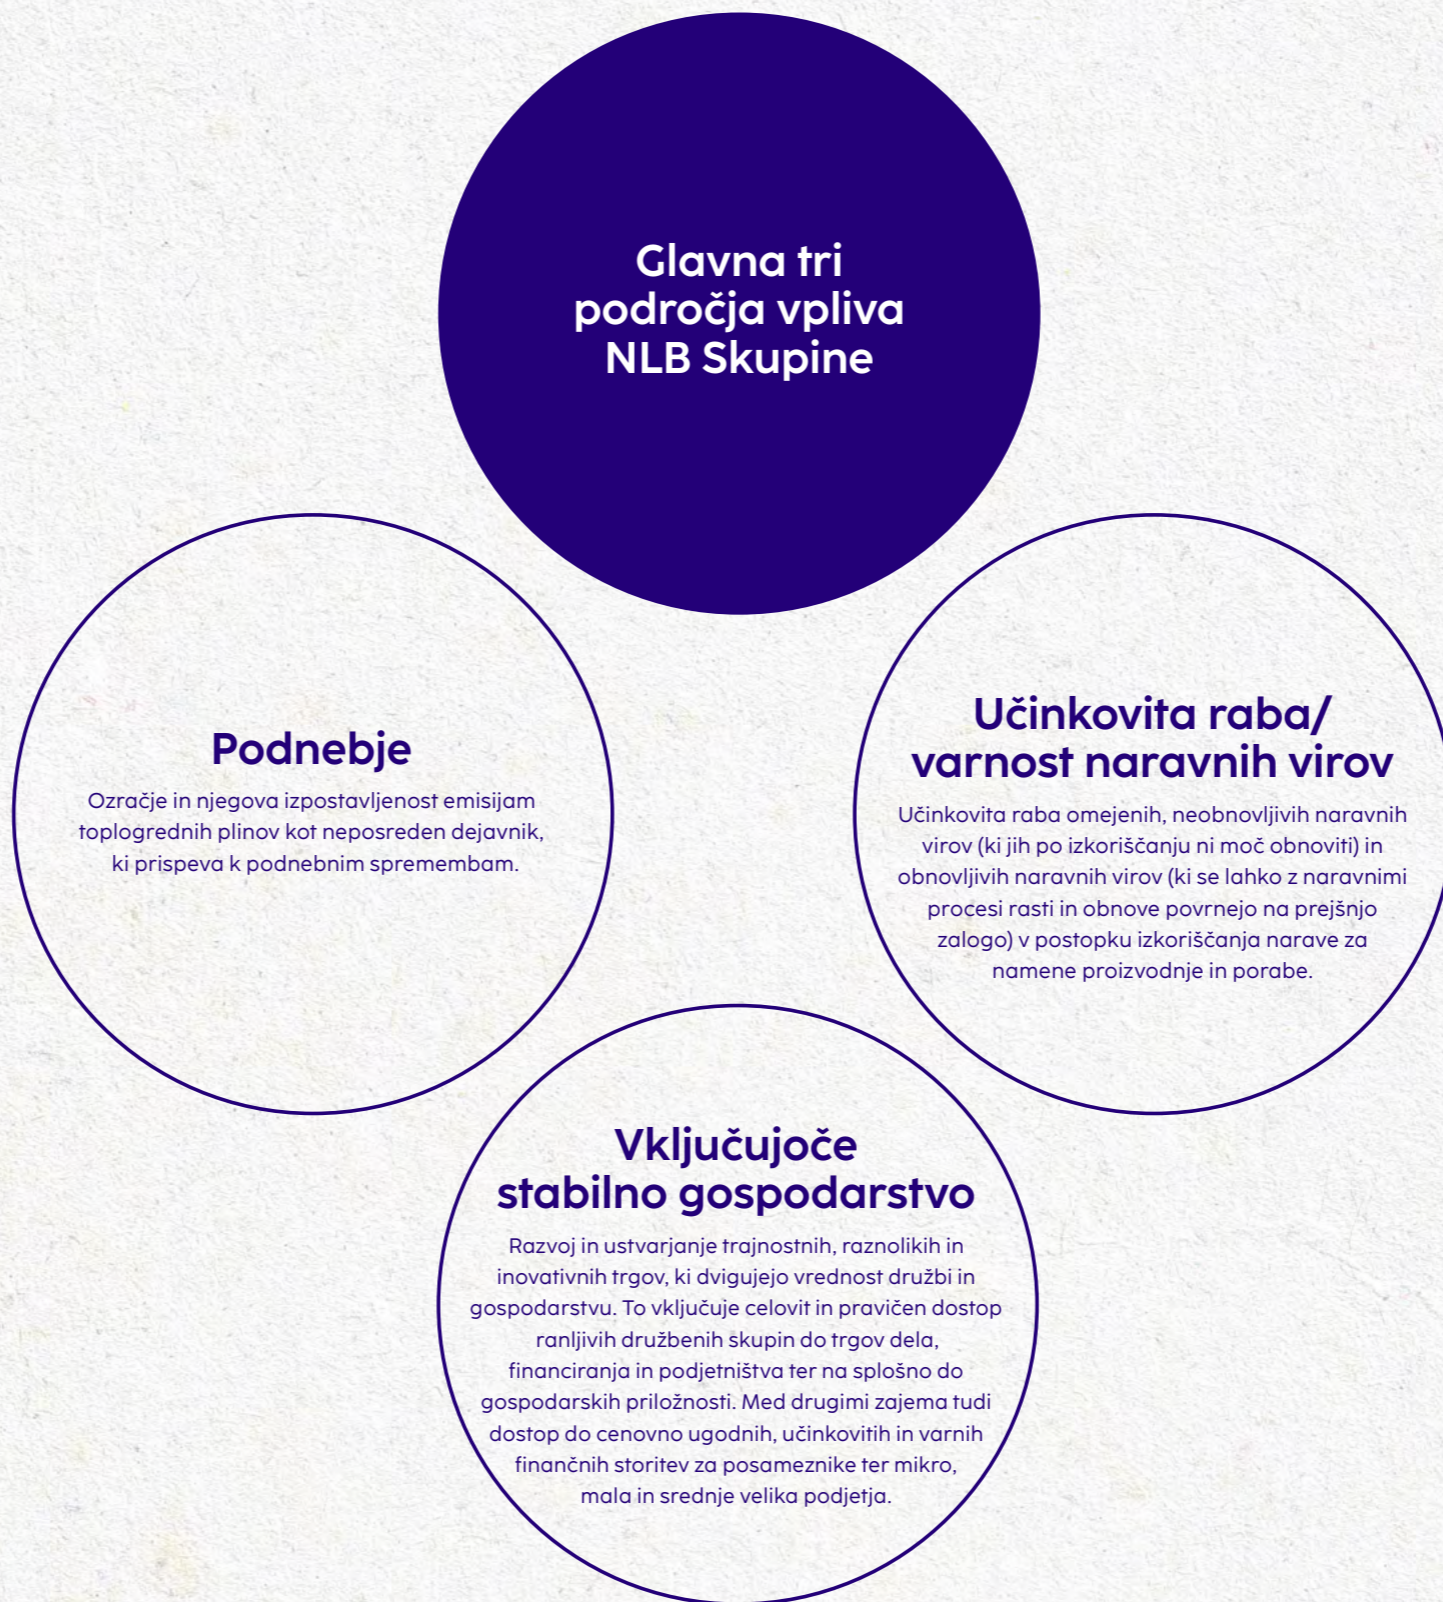 Glavna tri
področja vpliva
NLB Skupine
Podnebje
Ozračje in njegova izpostavljenost emisijam
toplogrednih plinov kot neposreden dejavnik,
ki prispeva k podnebnim spremembam.
Učinkovita raba/
varnost naravnih virov
Učinkovita raba omejenih, neobnovljivih naravnih
virov (ki jih po izkoriščanju ni moč obnoviti) in
obnovljivih naravnih virov (ki se lahko z naravnimi
procesi rasti in obnove povrnejo na prejšnjo
zalogo) v postopku izkoriščanja narave za
namene proizvodnje in porabe.
Vključujoče
stabilno gospodarstvo
Razvoj in ustvarjanje trajnostnih, raznolikih in
inovativnih trgov, ki dvigujejo vrednost družbi in
gospodarstvu. To vključuje celovit in pravičen dostop
ranljivih družbenih skupin do trgov dela,
financiranja in podjetništva ter na splošno do
gospodarskih priložnosti. Med drugimi zajema tudi
dostop do cenovno ugodnih, učinkovitih in varnih
finančnih storitev za posameznike ter mikro,
mala in srednje velika podjetja.